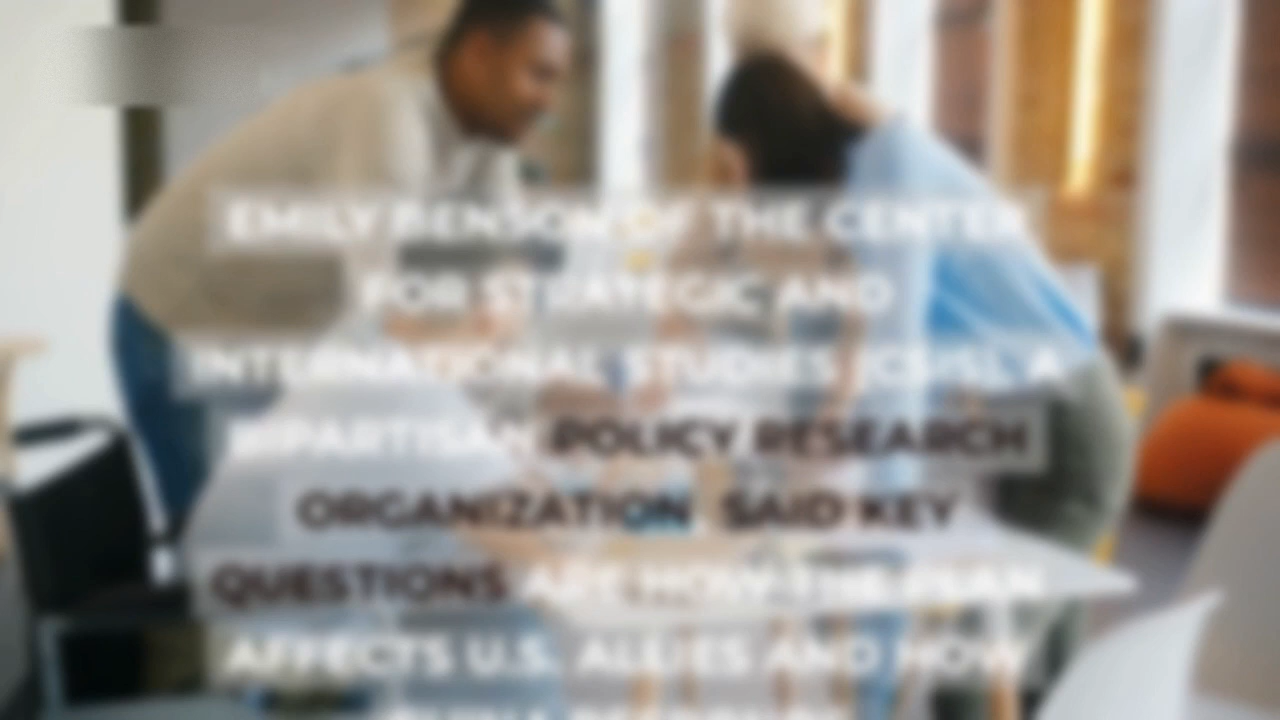 EMILY BENSON OF THE CENTER
FOR STRATEGIC AND
INTERNATIONAL STUDIES (CSIS), A
BIPARTISAN POLICY RESEARCH
ORGANIZATION, SAID KEY
QUESTIONS ARE HOW THE PLAN
AFFECTS U.S. ALLIES AND HOW